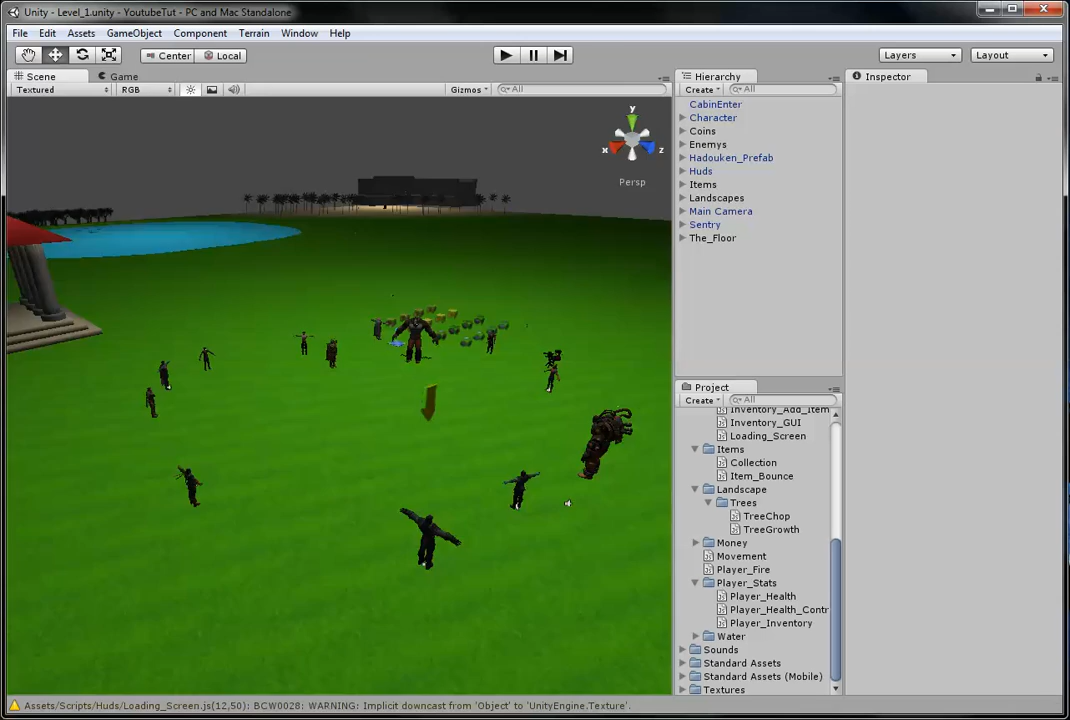 Unity - Level_1.unity - YoutubeTut - PC and Mac Standalone
File Edit Assets GameObject Component Terrain Window Help
Center Local Layers Layout
Scene Game Hierarchy Inspector
Textured RGB Gizmos All Create All
y
x z
Persp
CabinEnter
Character
Coins
Enemys
Hadouken_Prefab
Huds
Items
Landscapes
Main Camera
Sentry
The_Floor
Project
Create All
Inventory_Add_Item
Inventory_GUI
Loading_Screen
Items
Collection
Item_Bounce
Landscape
Trees
TreeChop
TreeGrowth
Money
Movement
Player_Fire
Player_Stats
Player_Health
Player_Health_Contr
Player_Inventory
Water
Sounds
Standard Assets
Standard Assets (Mobile)
Textures
Assets/Scripts/Huds/Loading_Screen.js(12,50): BCW0028: WARNING: Implicit downcast from 'Object' to 'UnityEngine.Texture'.